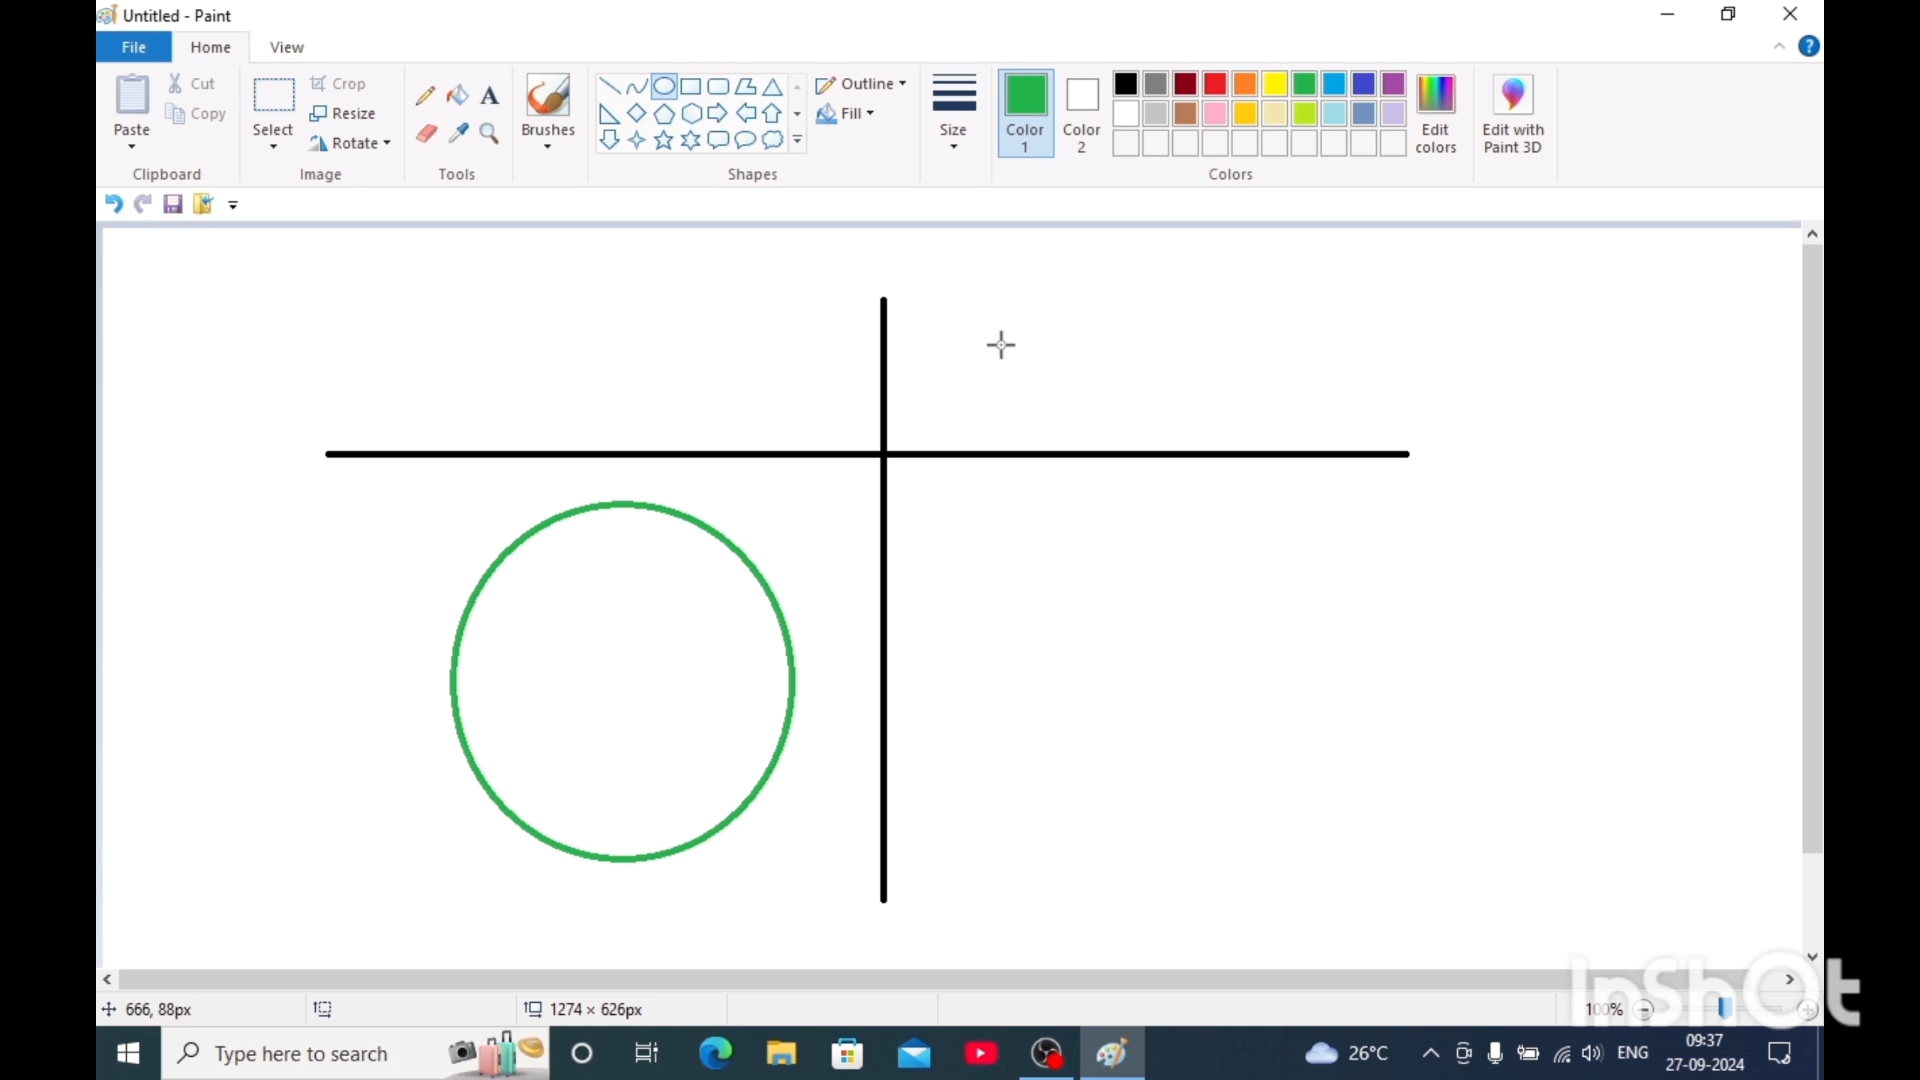 Untitled - Paint
File Home View
Paste Cut Copy Select Crop Resize Rotate A Brushes Outline Fill Size Color 1 Color 2 Edit colors Edit with Paint 3D ?
Clipboard Image Tools Shapes Colors
666, 88px 1274 × 626px 100%
InShOt
Type here to search 26°C ENG 09:37
27-09-2024